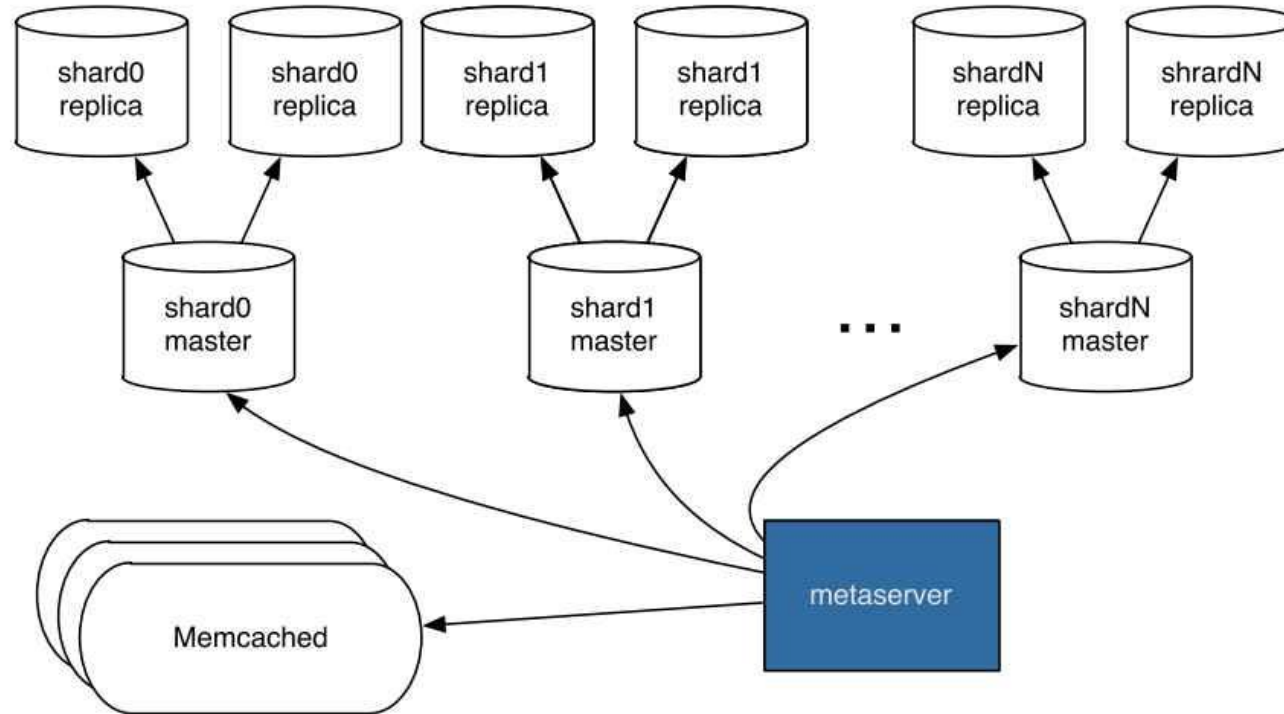 shard0
replica
shard0
replica
shard1
replica
shard1
replica
shardN
replica
shrardN
replica
shard0
master
shard1
master
...
shardN
master
metaserver
Memcached